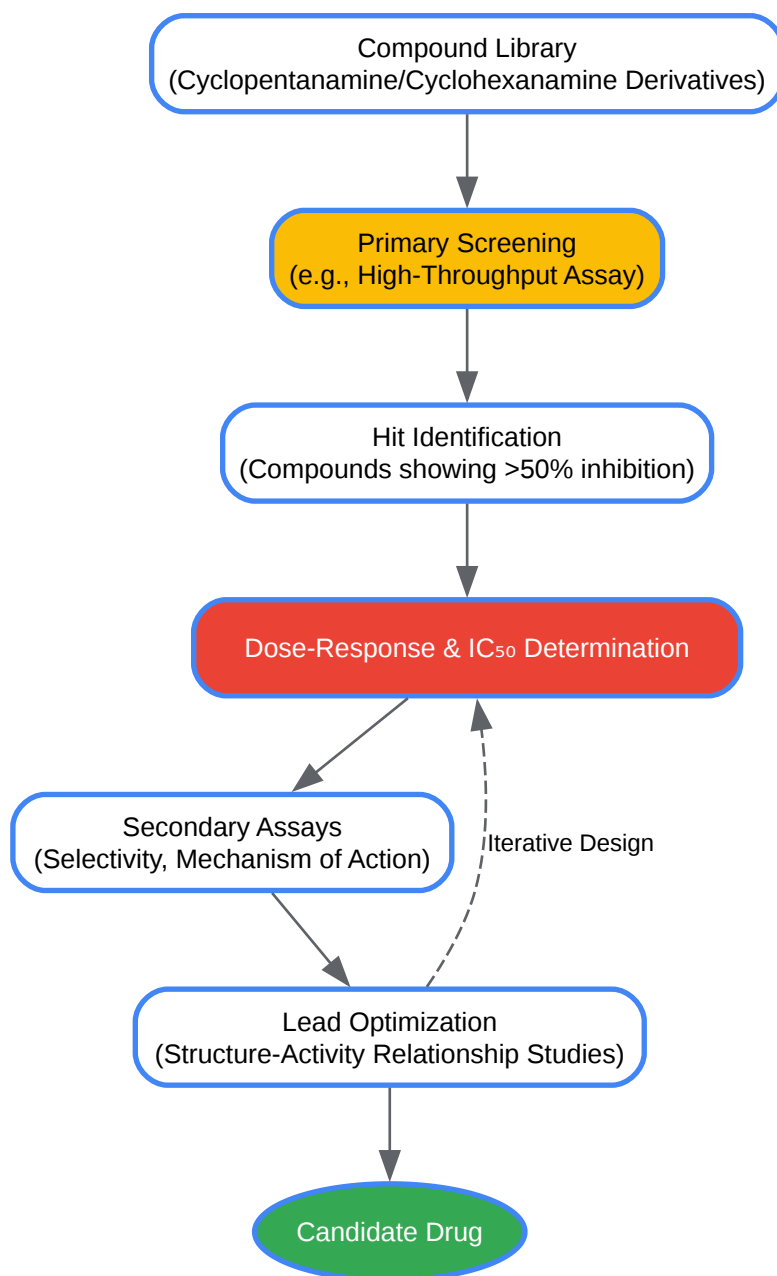 Compound Library
(Cyclopentanamine/Cyclohexanamine Derivatives)
Primary Screening
(e.g., High-Throughput Assay)
Hit Identification
(Compounds showing >50% inhibition)
Dose-Response & IC₅₀ Determination
Secondary Assays
(Selectivity, Mechanism of Action)
Iterative Design
Lead Optimization
(Structure-Activity Relationship Studies)
Candidate Drug